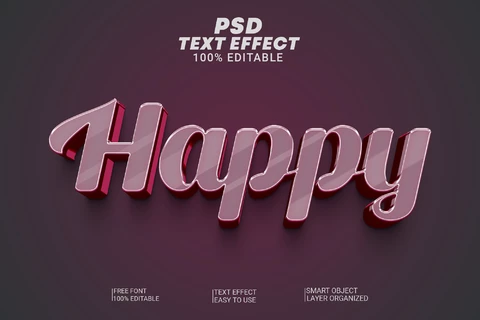 PSD
TEXT EFFECT
100% EDITABLE
Happy
FREE FONT
100% EDITABLE
TEXT EFFECT
EASY TO USE
SMART OBJECT
LAYER ORGANIZED